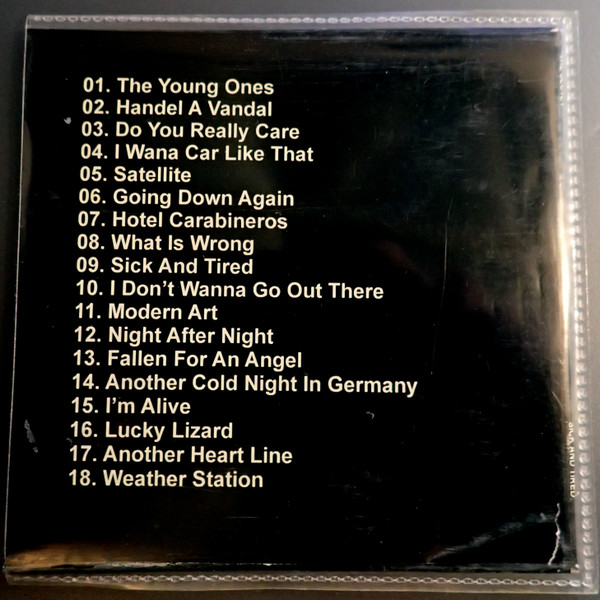 01. The Young Ones
02. Handel A Vandal
03. Do You Really Care
04. I Wana Car Like That
05. Satellite
06. Going Down Again
07. Hotel Carabineros
08. What Is Wrong
09. Sick And Tired
10. I Don't Wanna Go Out There
11. Modern Art
12. Night After Night
13. Fallen For An Angel
14. Another Cold Night In Germany
15. I'm Alive
16. Lucky Lizard
17. Another Heart Line
18. Weather Station
SICK AND TIRED